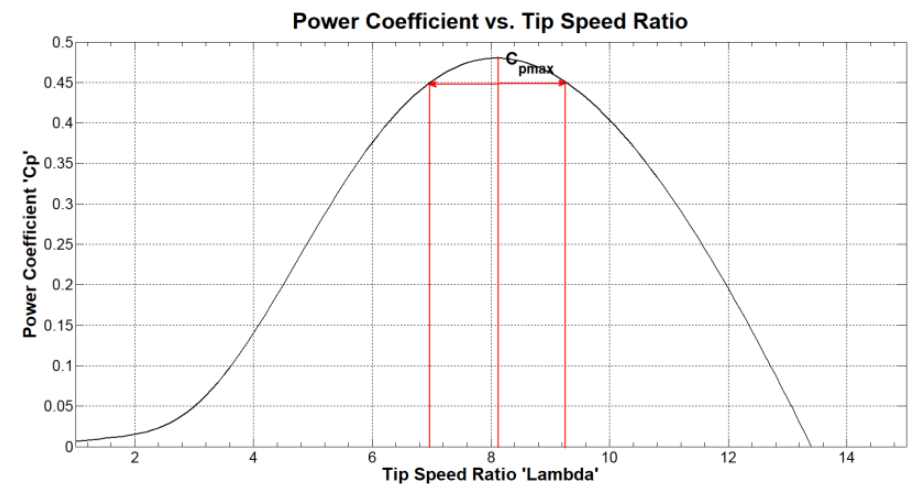 Power Coefficient vs. Tip Speed Ratio
Power Coefficient 'Cp'
0.5
0.45
0.4
0.35
0.3
0.25
0.2
0.15
0.1
0.05
0
C pmax
2 4 6 8 10 12 14
Tip Speed Ratio 'Lambda'